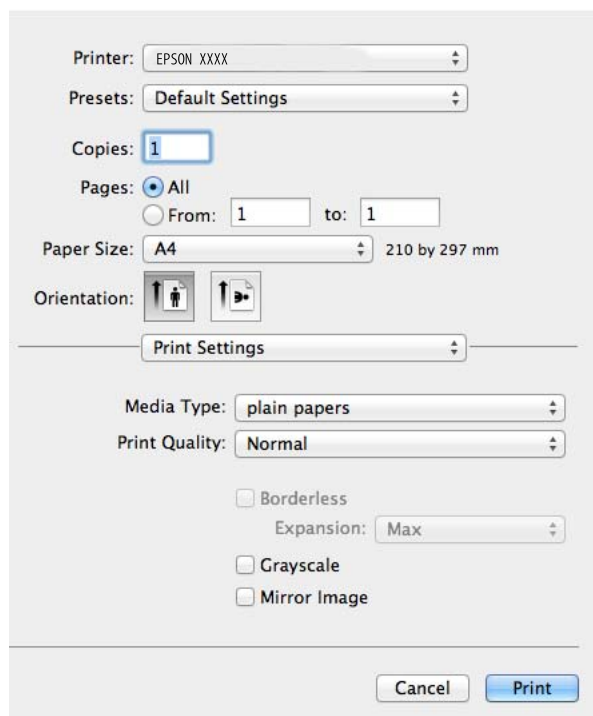 Printer: EPSON XXXX
Presets: Default Settings
Copies: 1
Pages: All
From: 1 to: 1
Paper Size: A4 210 by 297 mm
Orientation:
Print Settings
Media Type: plain papers
Print Quality: Normal
Borderless
Expansion: Max
Grayscale
Mirror Image
Cancel Print